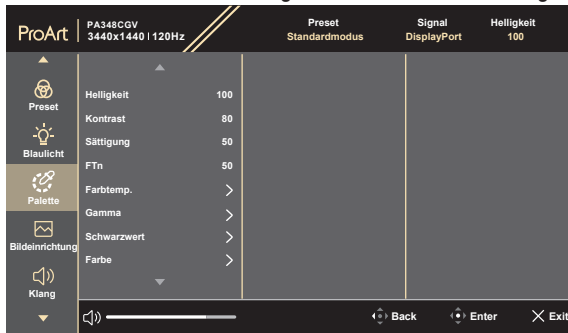 ProArt
PA348CGV
3440x1440 | 120Hz
Preset
Standardmodus
Signal
DisplayPort
Helligkeit
100
Preset
Blaulicht
Palette
Bildeinrichtung
Klang
Helligkeit 100
Kontrast 80
Sättigung 50
FTn 50
Farbtemp.
Gamma
Schwarzwert
Farbe
Back
Enter
Exit